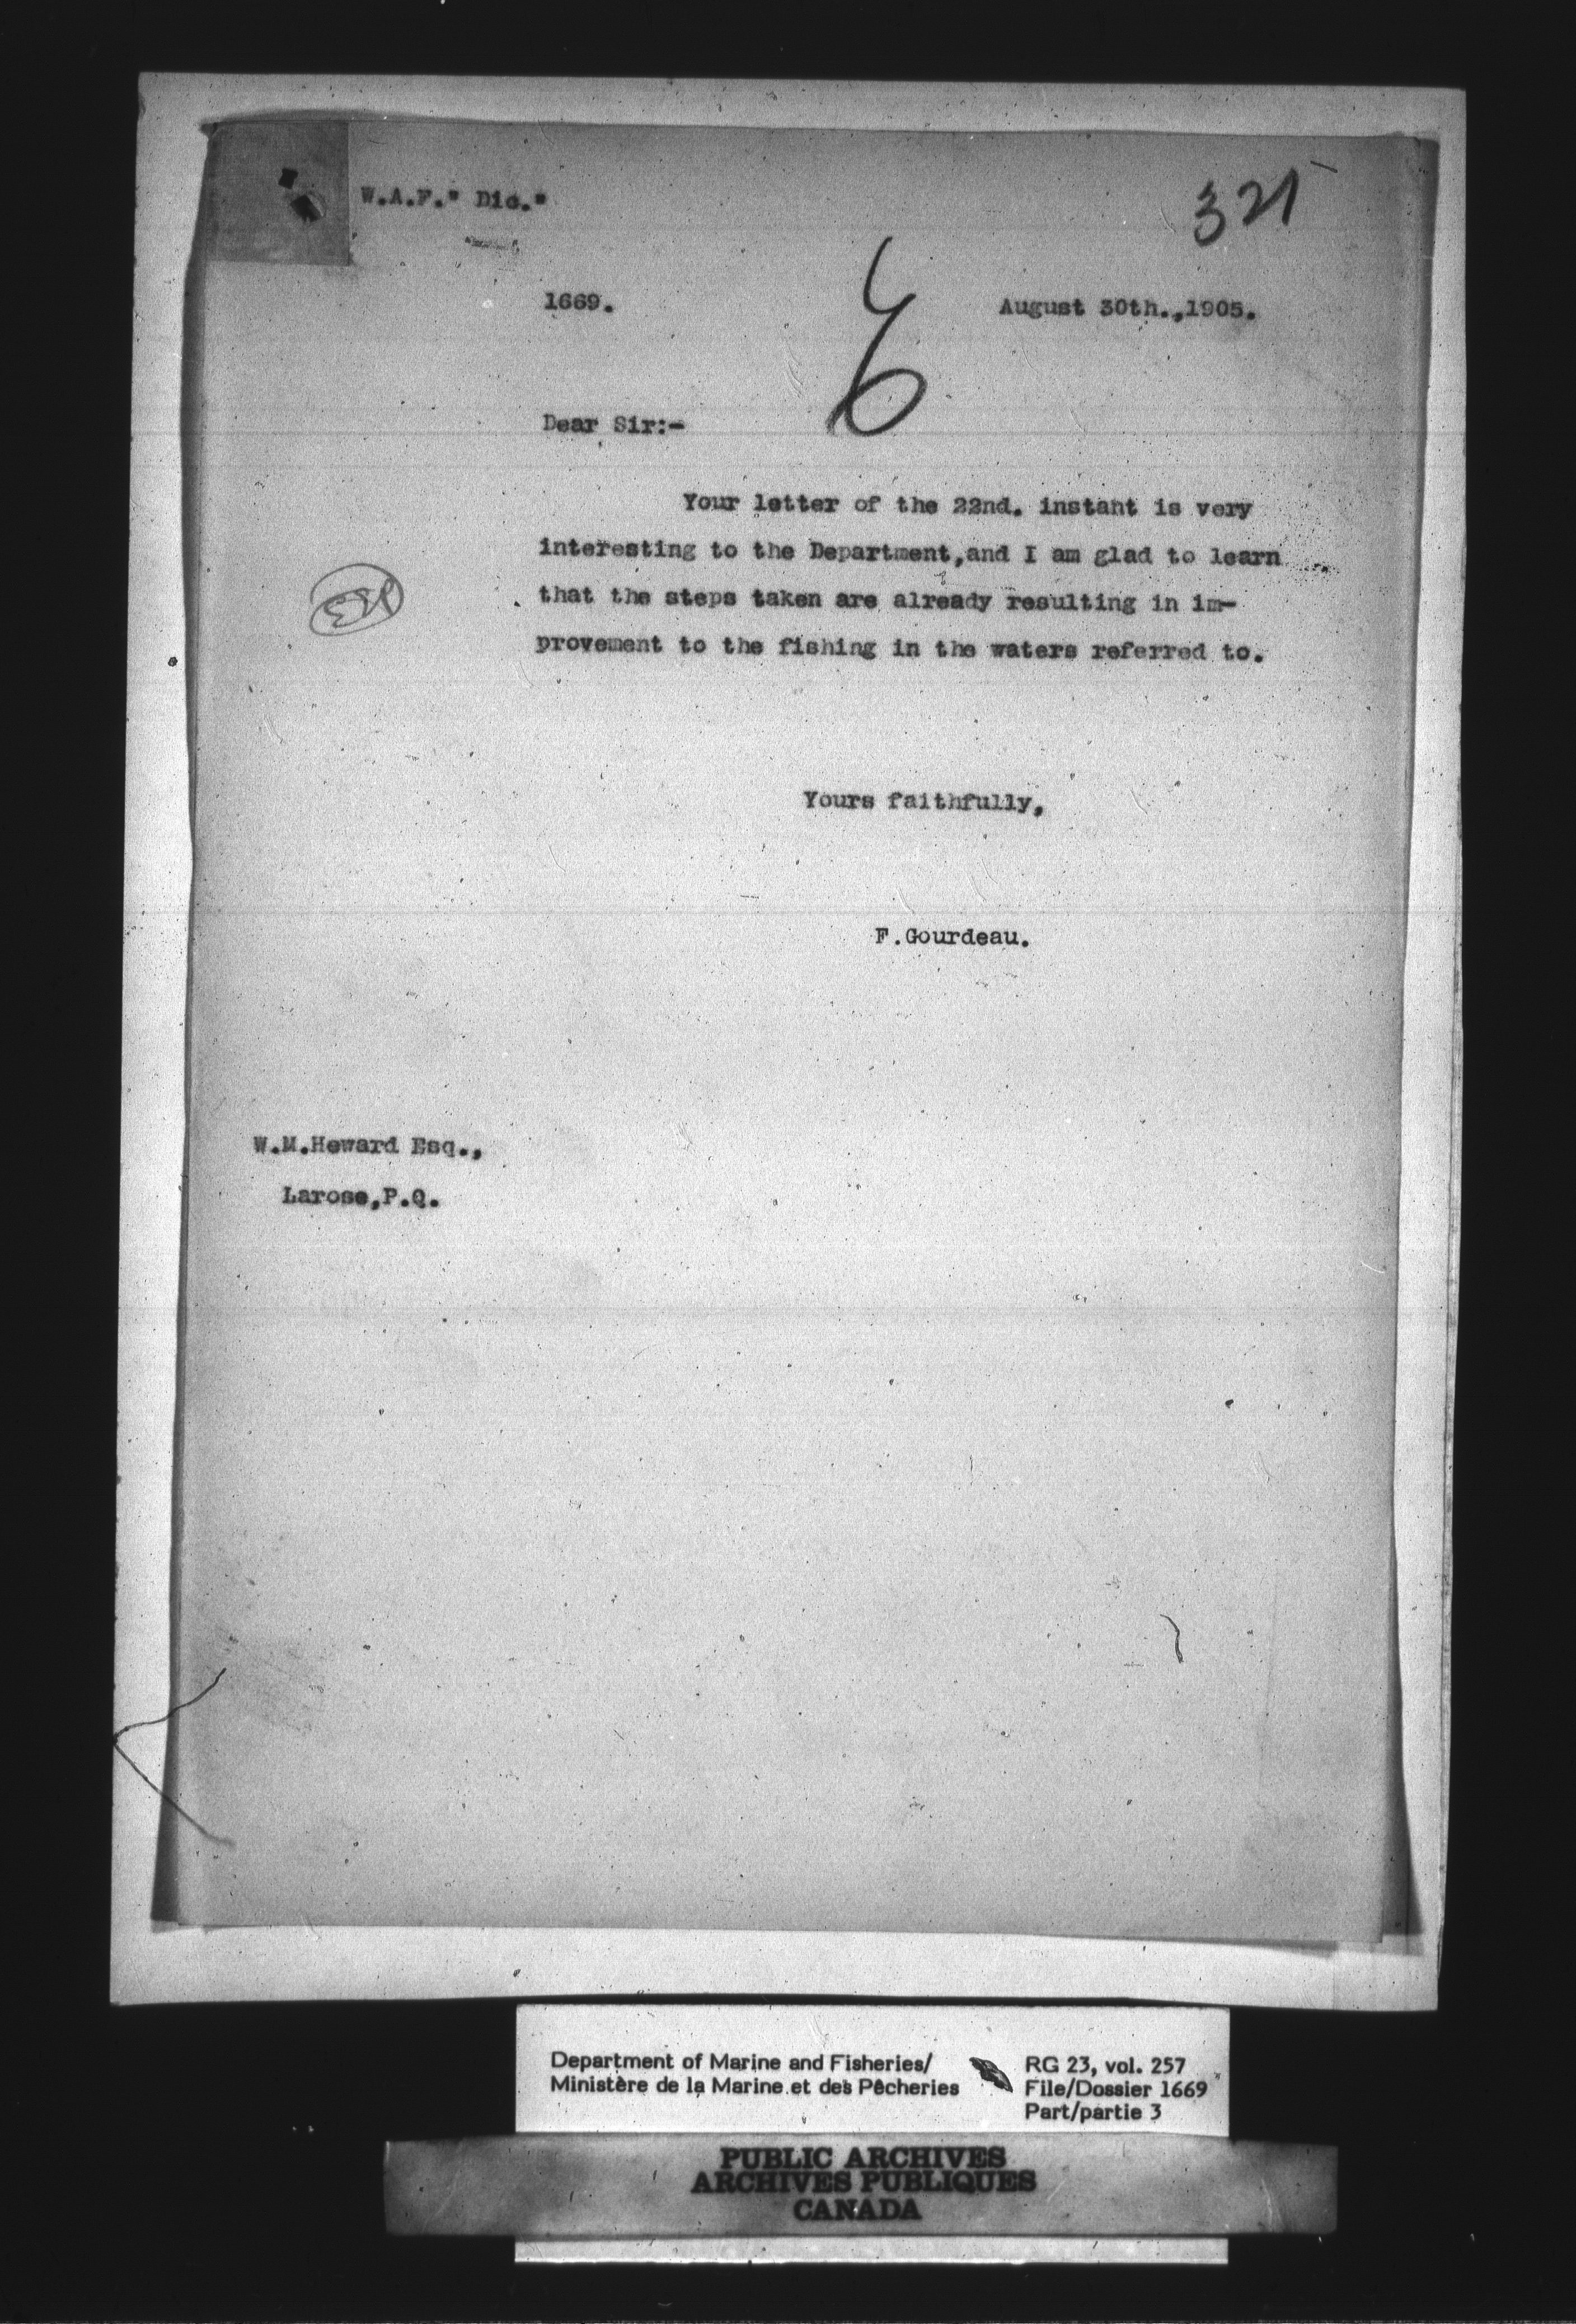 W.A.F." Dic."
321
1669.
August 30th.,1905.
Dear Sir:-
Your letter of the 22nd. instant is very
interesting to the Department,and I am glad to learn
that the steps taken are already resulting in im-
provement to the fishing in the waters referred to.
Yours faithfully,
F.Gourdeau.
W.M.Heward Esq.,
Larose,P.Q.
Department of Marine and Fisheries/
Ministère de la Marine et des Pêcheries
RG 23, vol. 257
File/Dossier 1669
Part/partie 3
PUBLIC ARCHIVES
ARCHIVES PUBLIQUES
CANADA